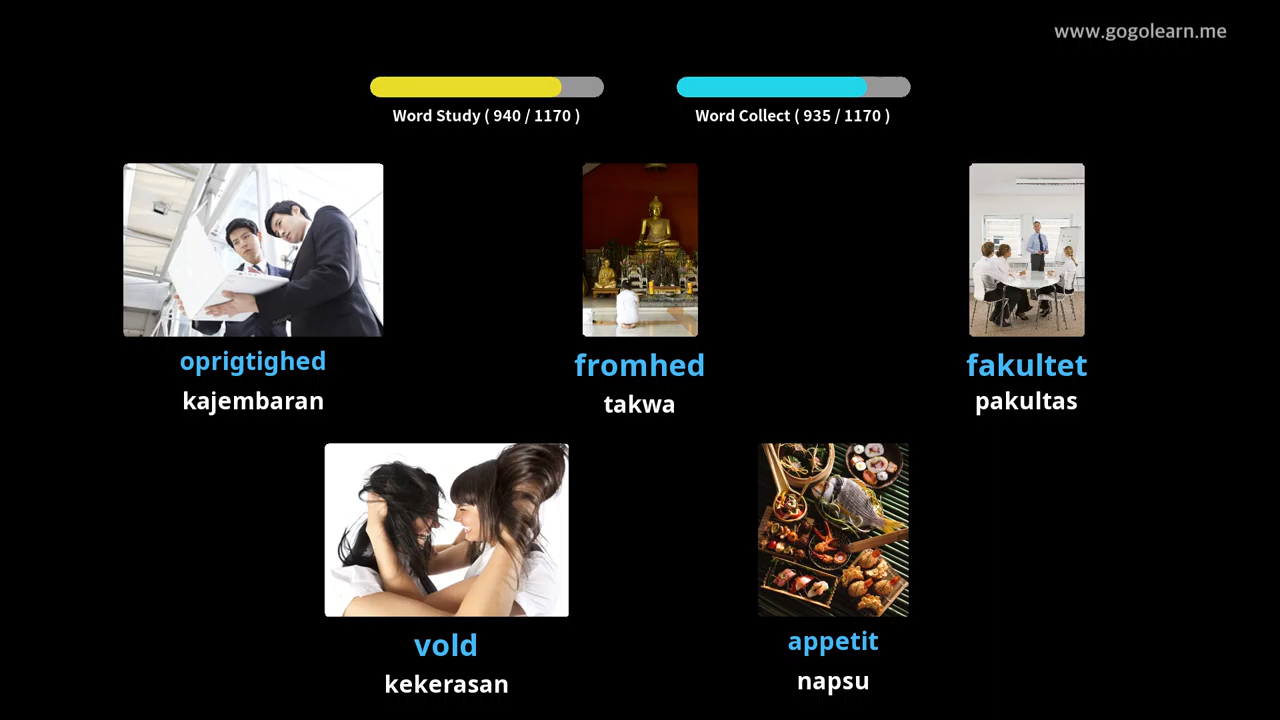 www.gogolearn.me
Word Study ( 940 / 1170 )
Word Collect ( 935 / 1170 )
oprigtighed
kajembaran
fromhed
takwa
fakultet
pakultas
vold
kekerasan
appetit
napsu